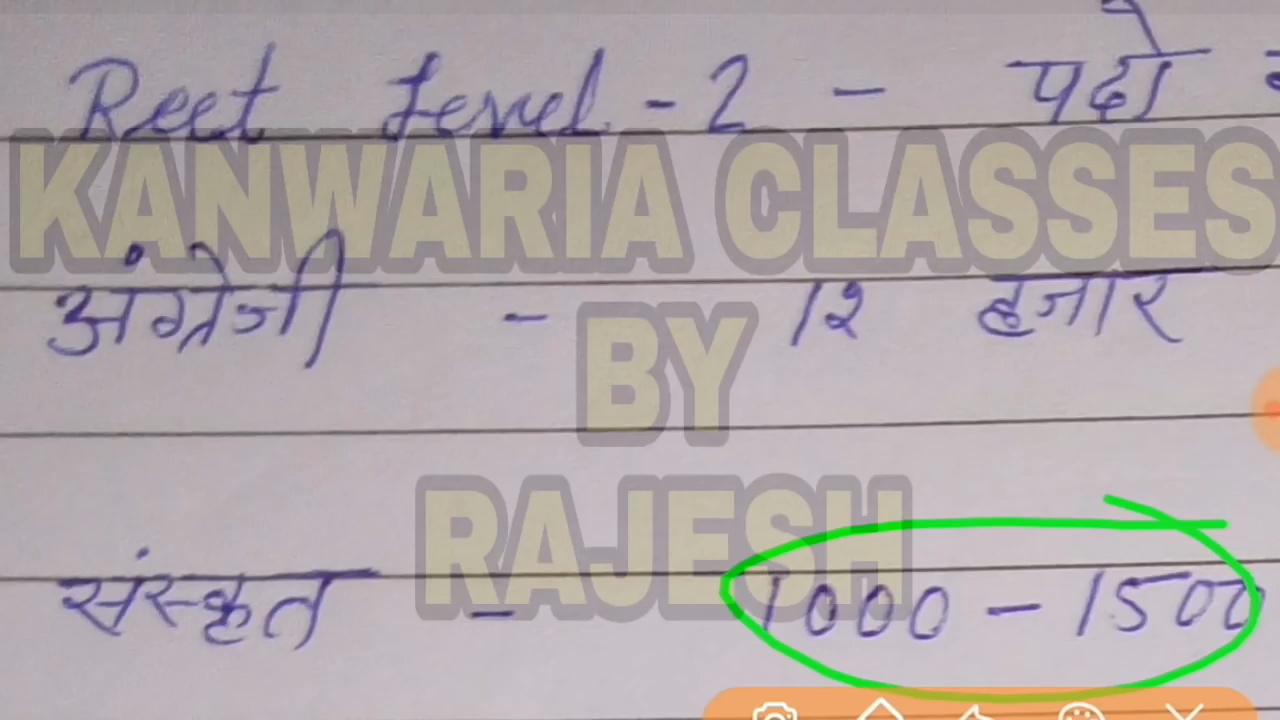 Reet Level - 2 - पदो
KANWARIA CLASSES
अंग्रेजी - 12 हजार
BY
RAJESH
संस्कृत - 1000 - 1500